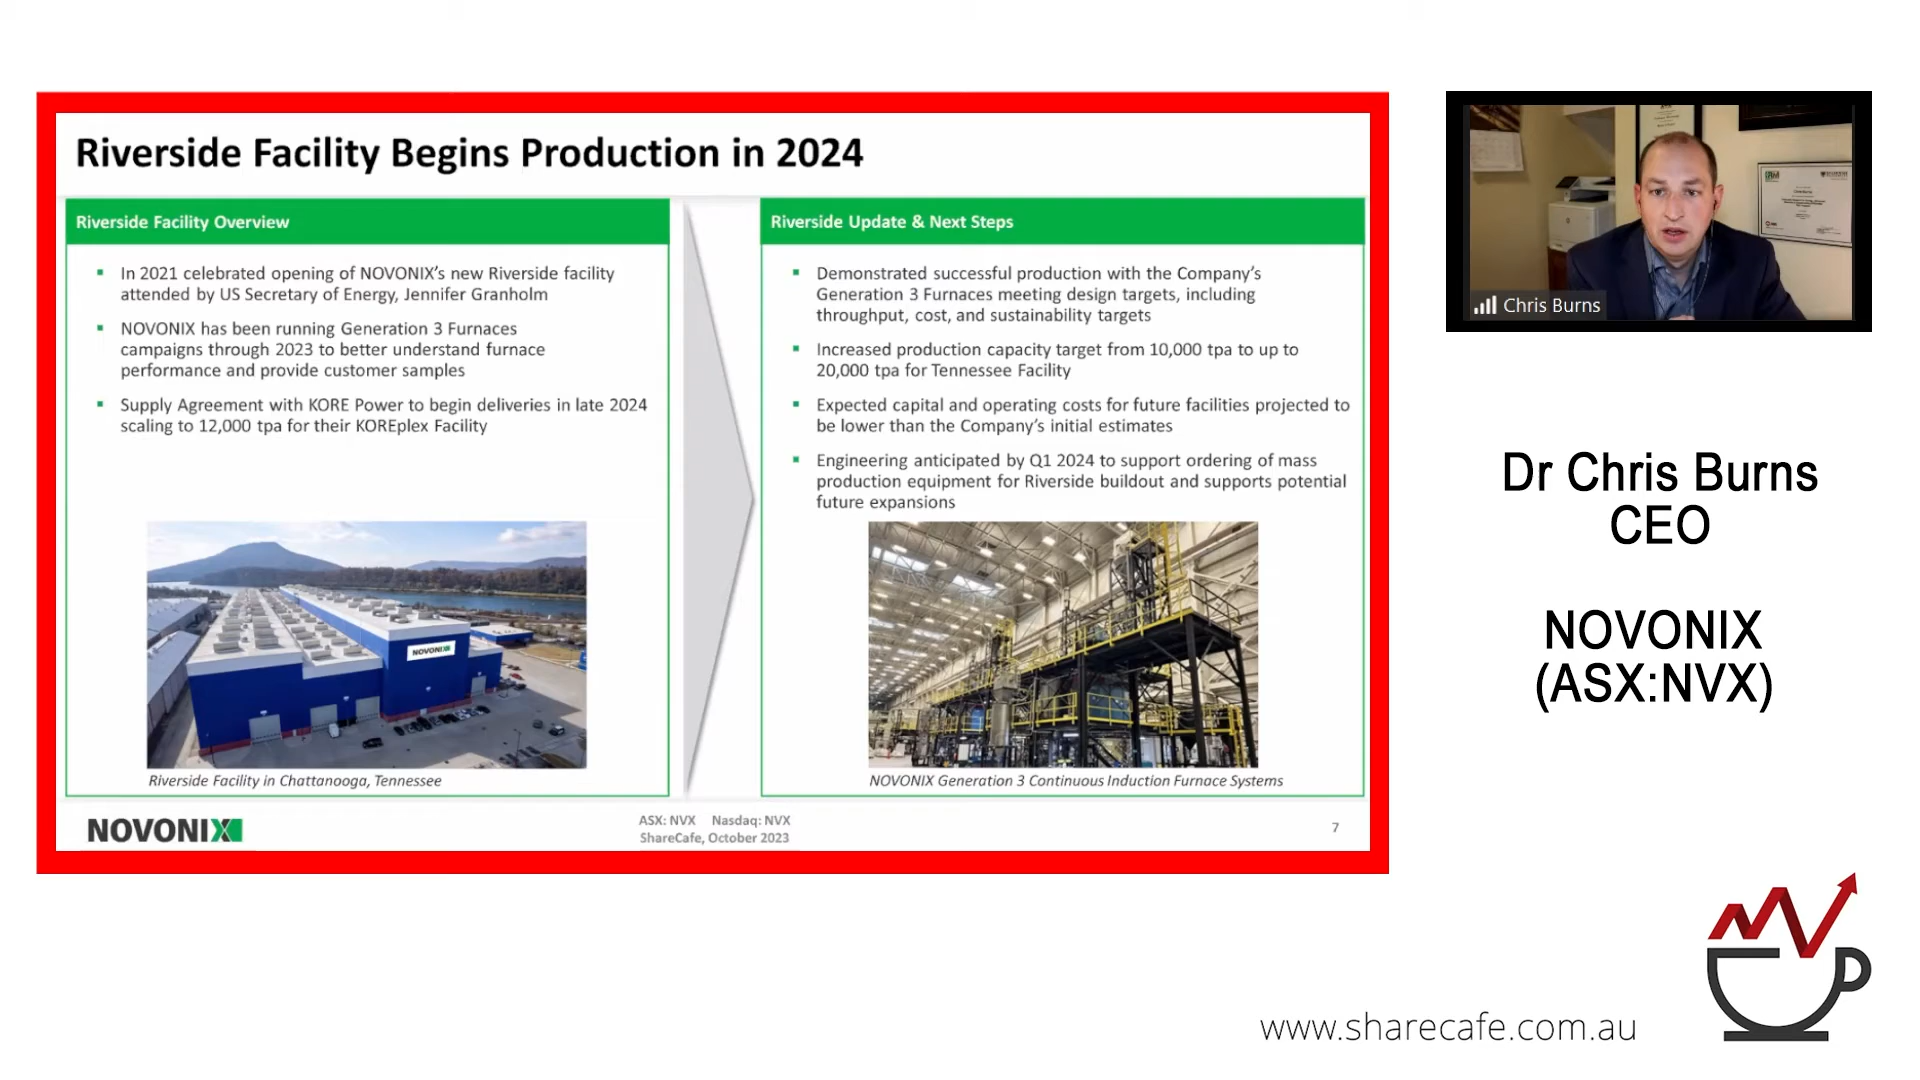 Riverside Facility Begins Production in 2024
Riverside Facility Overview
▪ In 2021 celebrated opening of NOVONIX’s new Riverside facility
attended by US Secretary of Energy, Jennifer Granholm
▪ NOVONIX has been running Generation 3 Furnaces
campaigns through 2023 to better understand furnace
performance and provide customer samples
▪ Supply Agreement with KORE Power to begin deliveries in late 2024
scaling to 12,000 tpa for their KOREplex Facility
NOVONIX
Riverside Facility in Chattanooga, Tennessee
Riverside Update & Next Steps
▪ Demonstrated successful production with the Company’s
Generation 3 Furnaces meeting design targets, including
throughput, cost, and sustainability targets
▪ Increased production capacity target from 10,000 tpa to up to
20,000 tpa for Tennessee Facility
▪ Expected capital and operating costs for future facilities projected to
be lower than the Company’s initial estimates
▪ Engineering anticipated by Q1 2024 to support ordering of mass
production equipment for Riverside buildout and supports potential
future expansions
NOVONIX Generation 3 Continuous Induction Furnace Systems
NOVONIX
ASX: NVX Nasdaq: NVX
ShareCafe, October 2023
7
Chris Burns
Dr Chris Burns
CEO
NOVONIX
(ASX:NVX)
www.sharecafe.com.au